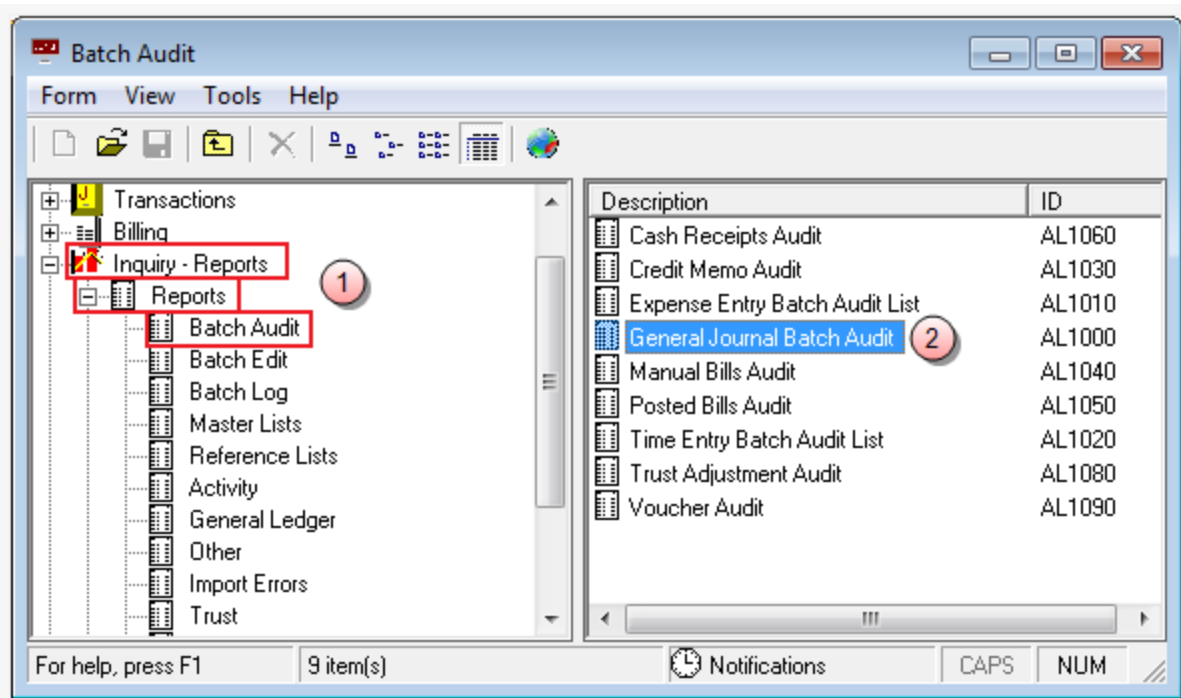 Batch Audit
Form View Tools Help
Transactions
Billing
Inquiry - Reports
1
Reports
Batch Audit
Batch Edit
Batch Log
Master Lists
Reference Lists
Activity
General Ledger
Other
Import Errors
Trust
Description ID
Cash Receipts Audit AL1060
Credit Memo Audit AL1030
Expense Entry Batch Audit List AL1010
General Journal Batch Audit 2 AL1000
Manual Bills Audit AL1040
Posted Bills Audit AL1050
Time Entry Batch Audit List AL1020
Trust Adjustment Audit AL1080
Voucher Audit AL1090
For help, press F1 9 item(s) Notifications CAPS NUM